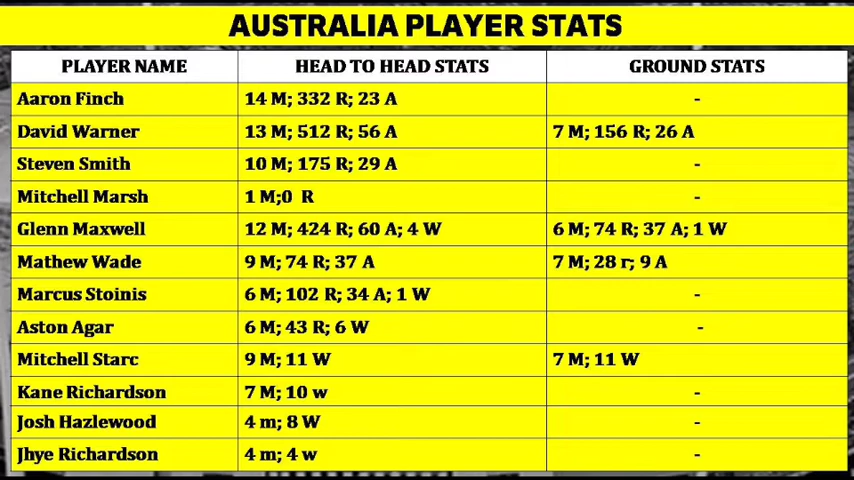 AUSTRALIA PLAYER STATS
PLAYER NAME HEAD TO HEAD STATS GROUND STATS
Aaron Finch 14 M; 332 R; 23 A -
David Warner 13 M; 512 R; 56 A 7 M; 156 R; 26 A
Steven Smith 10 M; 175 R; 29 A -
Mitchell Marsh 1 M;0 R -
Glenn Maxwell 12 M; 424 R; 60 A; 4 W 6 M; 74 R; 37 A; 1 W
Mathew Wade 9 M; 74 R; 37 A 7 M; 28 r; 9 A
Marcus Stoinis 6 M; 102 R; 34 A; 1 W -
Aston Agar 6 M; 43 R; 6 W -
Mitchell Starc 9 M; 11 W 7 M; 11 W
Kane Richardson 7 M; 10 w -
Josh Hazlewood 4 m; 8 W -
Jhye Richardson 4 m; 4 w -